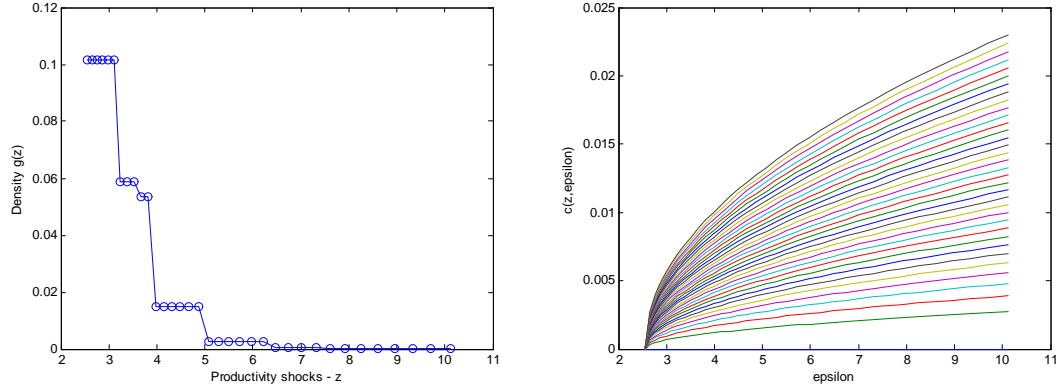 0.12
0.1
0.08
0.06
0.04
0.02
0
2 3 4 5 6 7 8 9 10 11
Productivity shocks - z
Density g(z)
0.025
0.02
0.015
0.01
0.005
0
2 3 4 5 6 7 8 9 10 11
epsilon
c(z,epsilon)